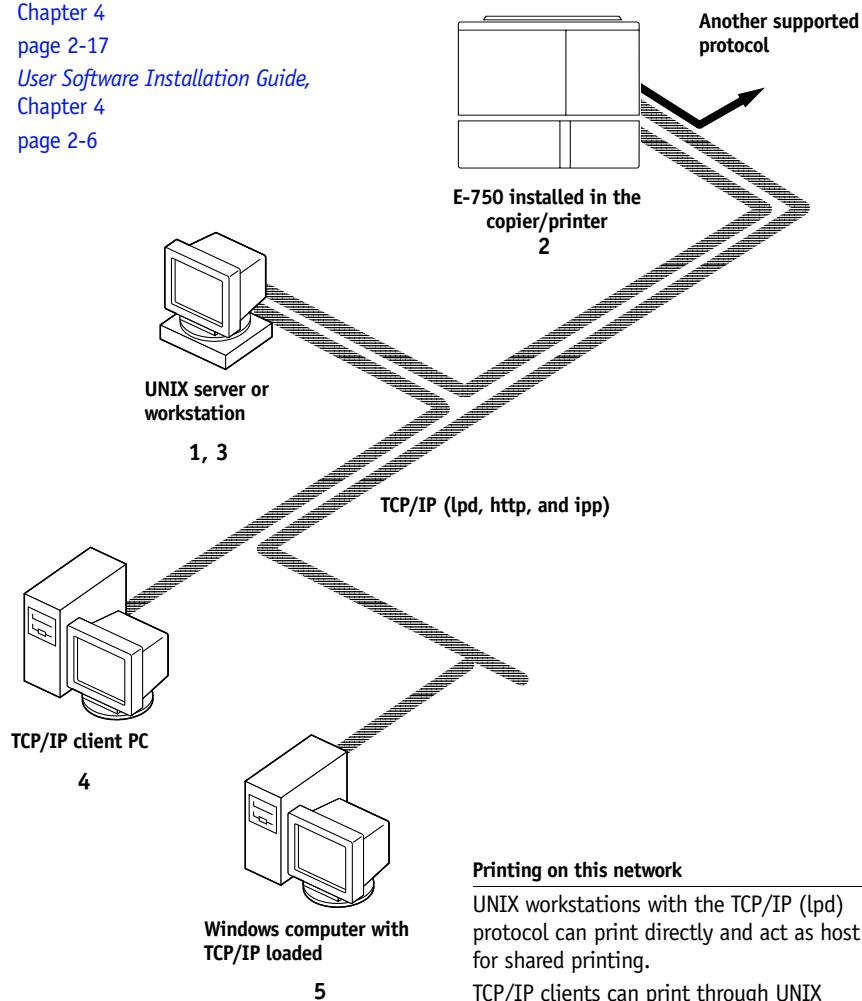 Chapter 4
page 2-17
User Software Installation Guide,
Chapter 4
page 2-6
Another supported
protocol
E-750 installed in the
copier/printer
2
UNIX server or
workstation
1, 3
TCP/IP (lpd, http, and ipp)
TCP/IP client PC
4
Windows computer with
TCP/IP loaded
5
Printing on this network
UNIX workstations with the TCP/IP (lpd)
protocol can print directly and act as host
for shared printing.
TCP/IP clients can print through UNIX